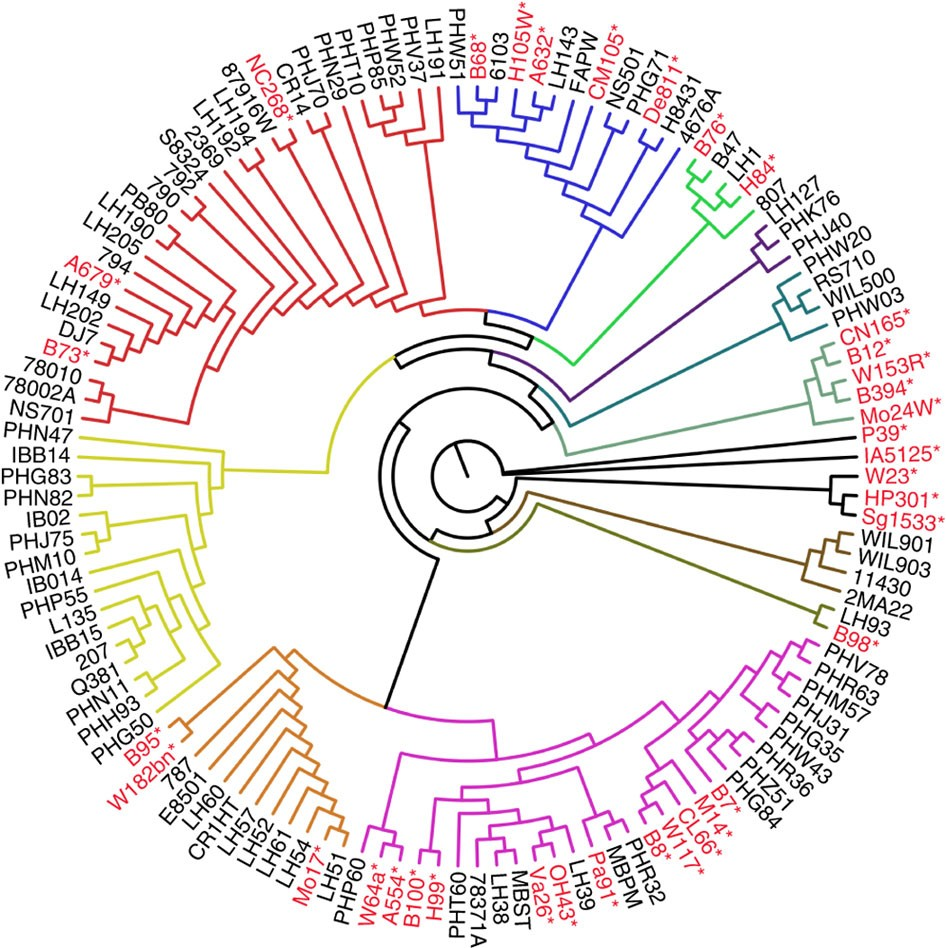 PHW51
B68*
6103
H105W*
A632*
LH143
FAPW
CM105*
NS501
PHG71
De811*
H8431
4676A
B76*
B47
LH1
H84*
807
LH127
PHK76
PHJ40
PHW20
RS710
WIL500
PHW03
CN165*
B12*
W153R*
B394*
Mo24W*
P39*
IA5125*
W23*
HP301*
Sg1533*
WIL901
WIL903
11430
2MA22
LH93
B98*
PHV78
PHR63
PHM57
PHJ31
PHG35
PHW43
PHR36
PHZ51
PHG84
B7*
M14*
CL66*
W117*
B8*
PHR32
MBPM
Pa91*
LH39
OH43*
Va26*
MBST
LH38
78371A
PHT60
H99*
B100*
A554*
W64a*
PHP60
LH51
Mo17*
LH54
LH61
LH52
LH57
CR1HT
LH60
E8501
787
W182bn*
B95*
PHG50
PHH93
PHN11
Q381
207
IBB15
L135
PHP55
IB014
PHM10
PHJ75
IB02
PHN82
PHG83
IBB14
PHN47
NS701
78002A
78010
B73*
DJ7
LH202
LH149
A679*
794
LH205
LH190
PB80
790
792
S8324
2369
LH192
LH194
87916W
NC268*
CR14
PHJ70
PHN29
PHT10
PHP85
PHW52
PHV37
LH191